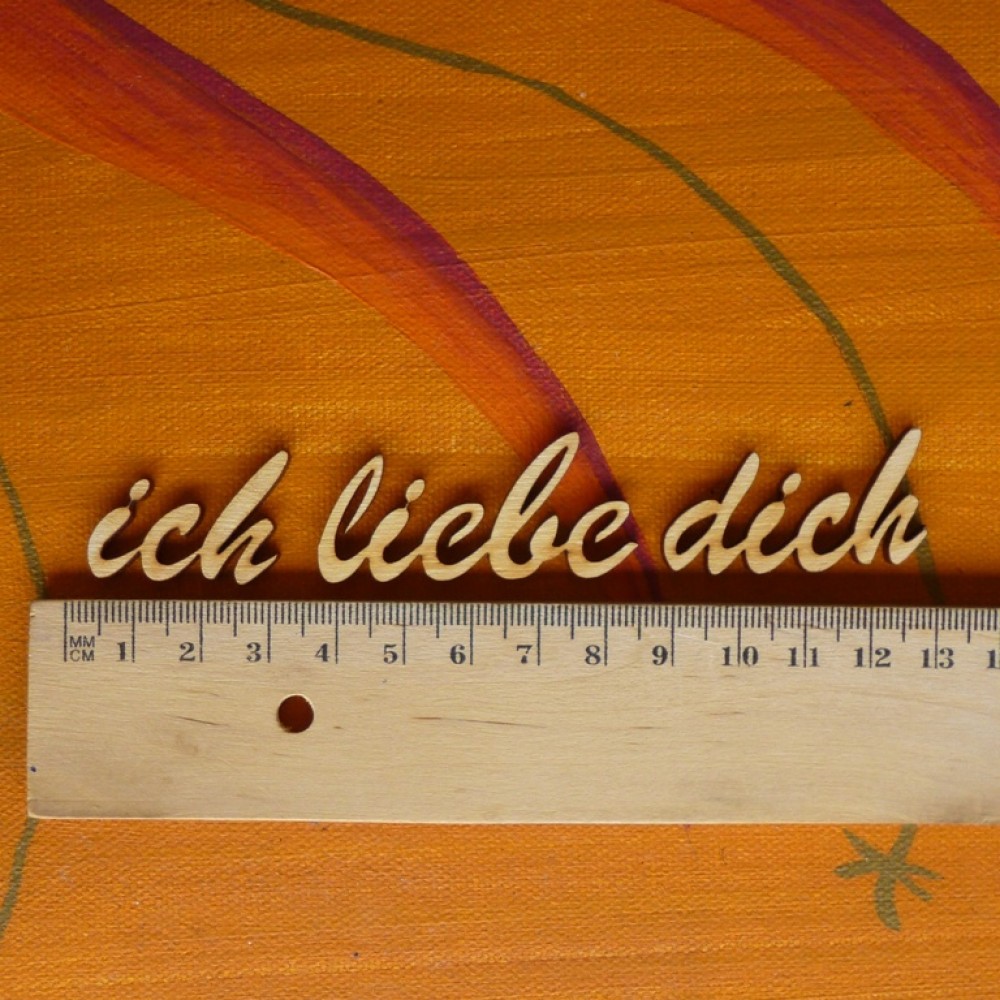 ich liebe dich
MM
CM 1 2 3 4 5 6 7 8 9 10 11 12 13